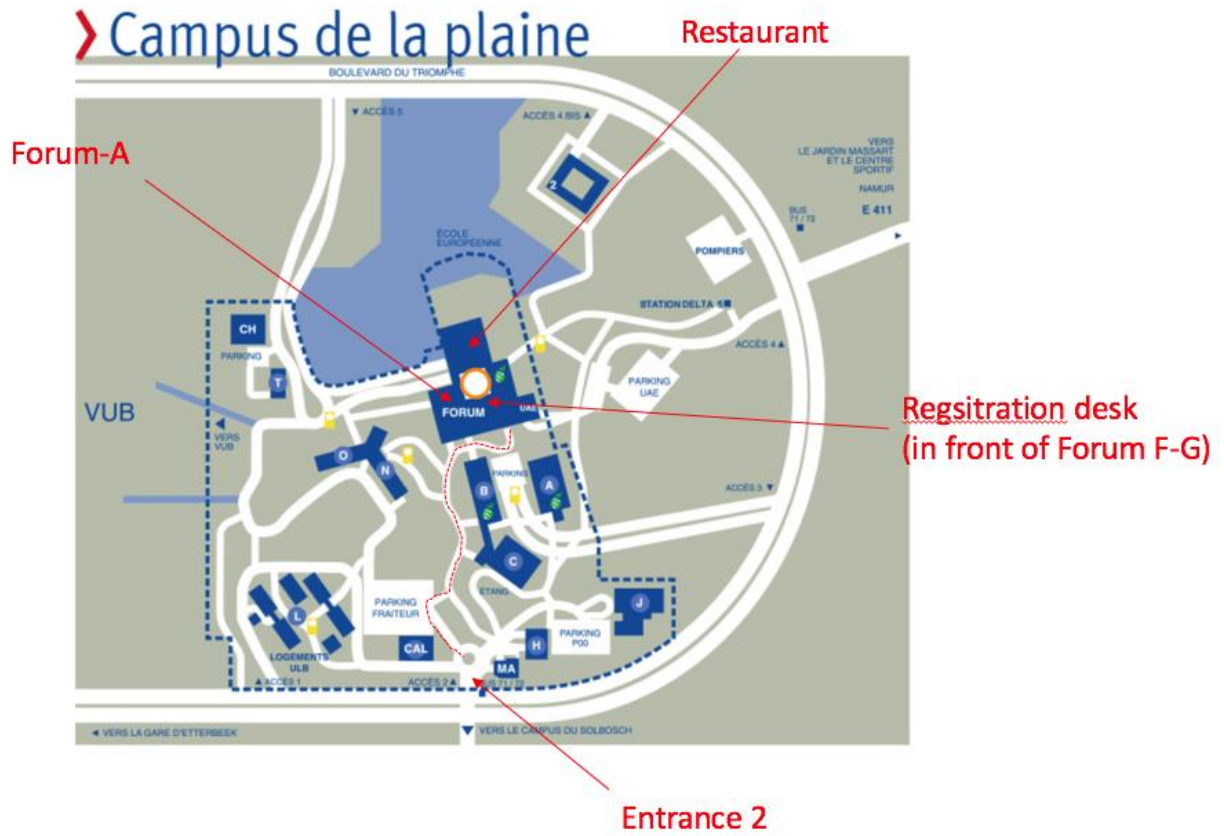 Campus de la plaine
Restaurant
BOULEVARD DU TRIOMPHE
▼ ACCÈS 5
ACCÈS 4 BIS ▲
Forum-A
VERS
LE JARDIN MASSART
ET LE CENTRE
SPORTIF
NAMUR
E 411
BUS
71 / 72
2
ÉCOLE
EUROPÉENNE
POMPIERS
STATION DELTA
ACCÈS 4 ▲
CH
PARKING
T
PARKING
UAE
VUB
VERS
VUB
FORUM
UAE
Regsitration desk
(in front of Forum F-G)
O
N
B
PARKING
A
ACCÈS 3 ▼
C
ETANG
L
LOGEMENTS
ULB
PARKING
FRAITEUR
CAL
H
PARKING
P00
J
MA
▲ ACCÈS 1
ACCÈS 2 ▲
BUS 71 / 72
◄ VERS LA GARE D'ETTERBEEK
▼ VERS LE CAMPUS DU SOLBOSCH
Entrance 2